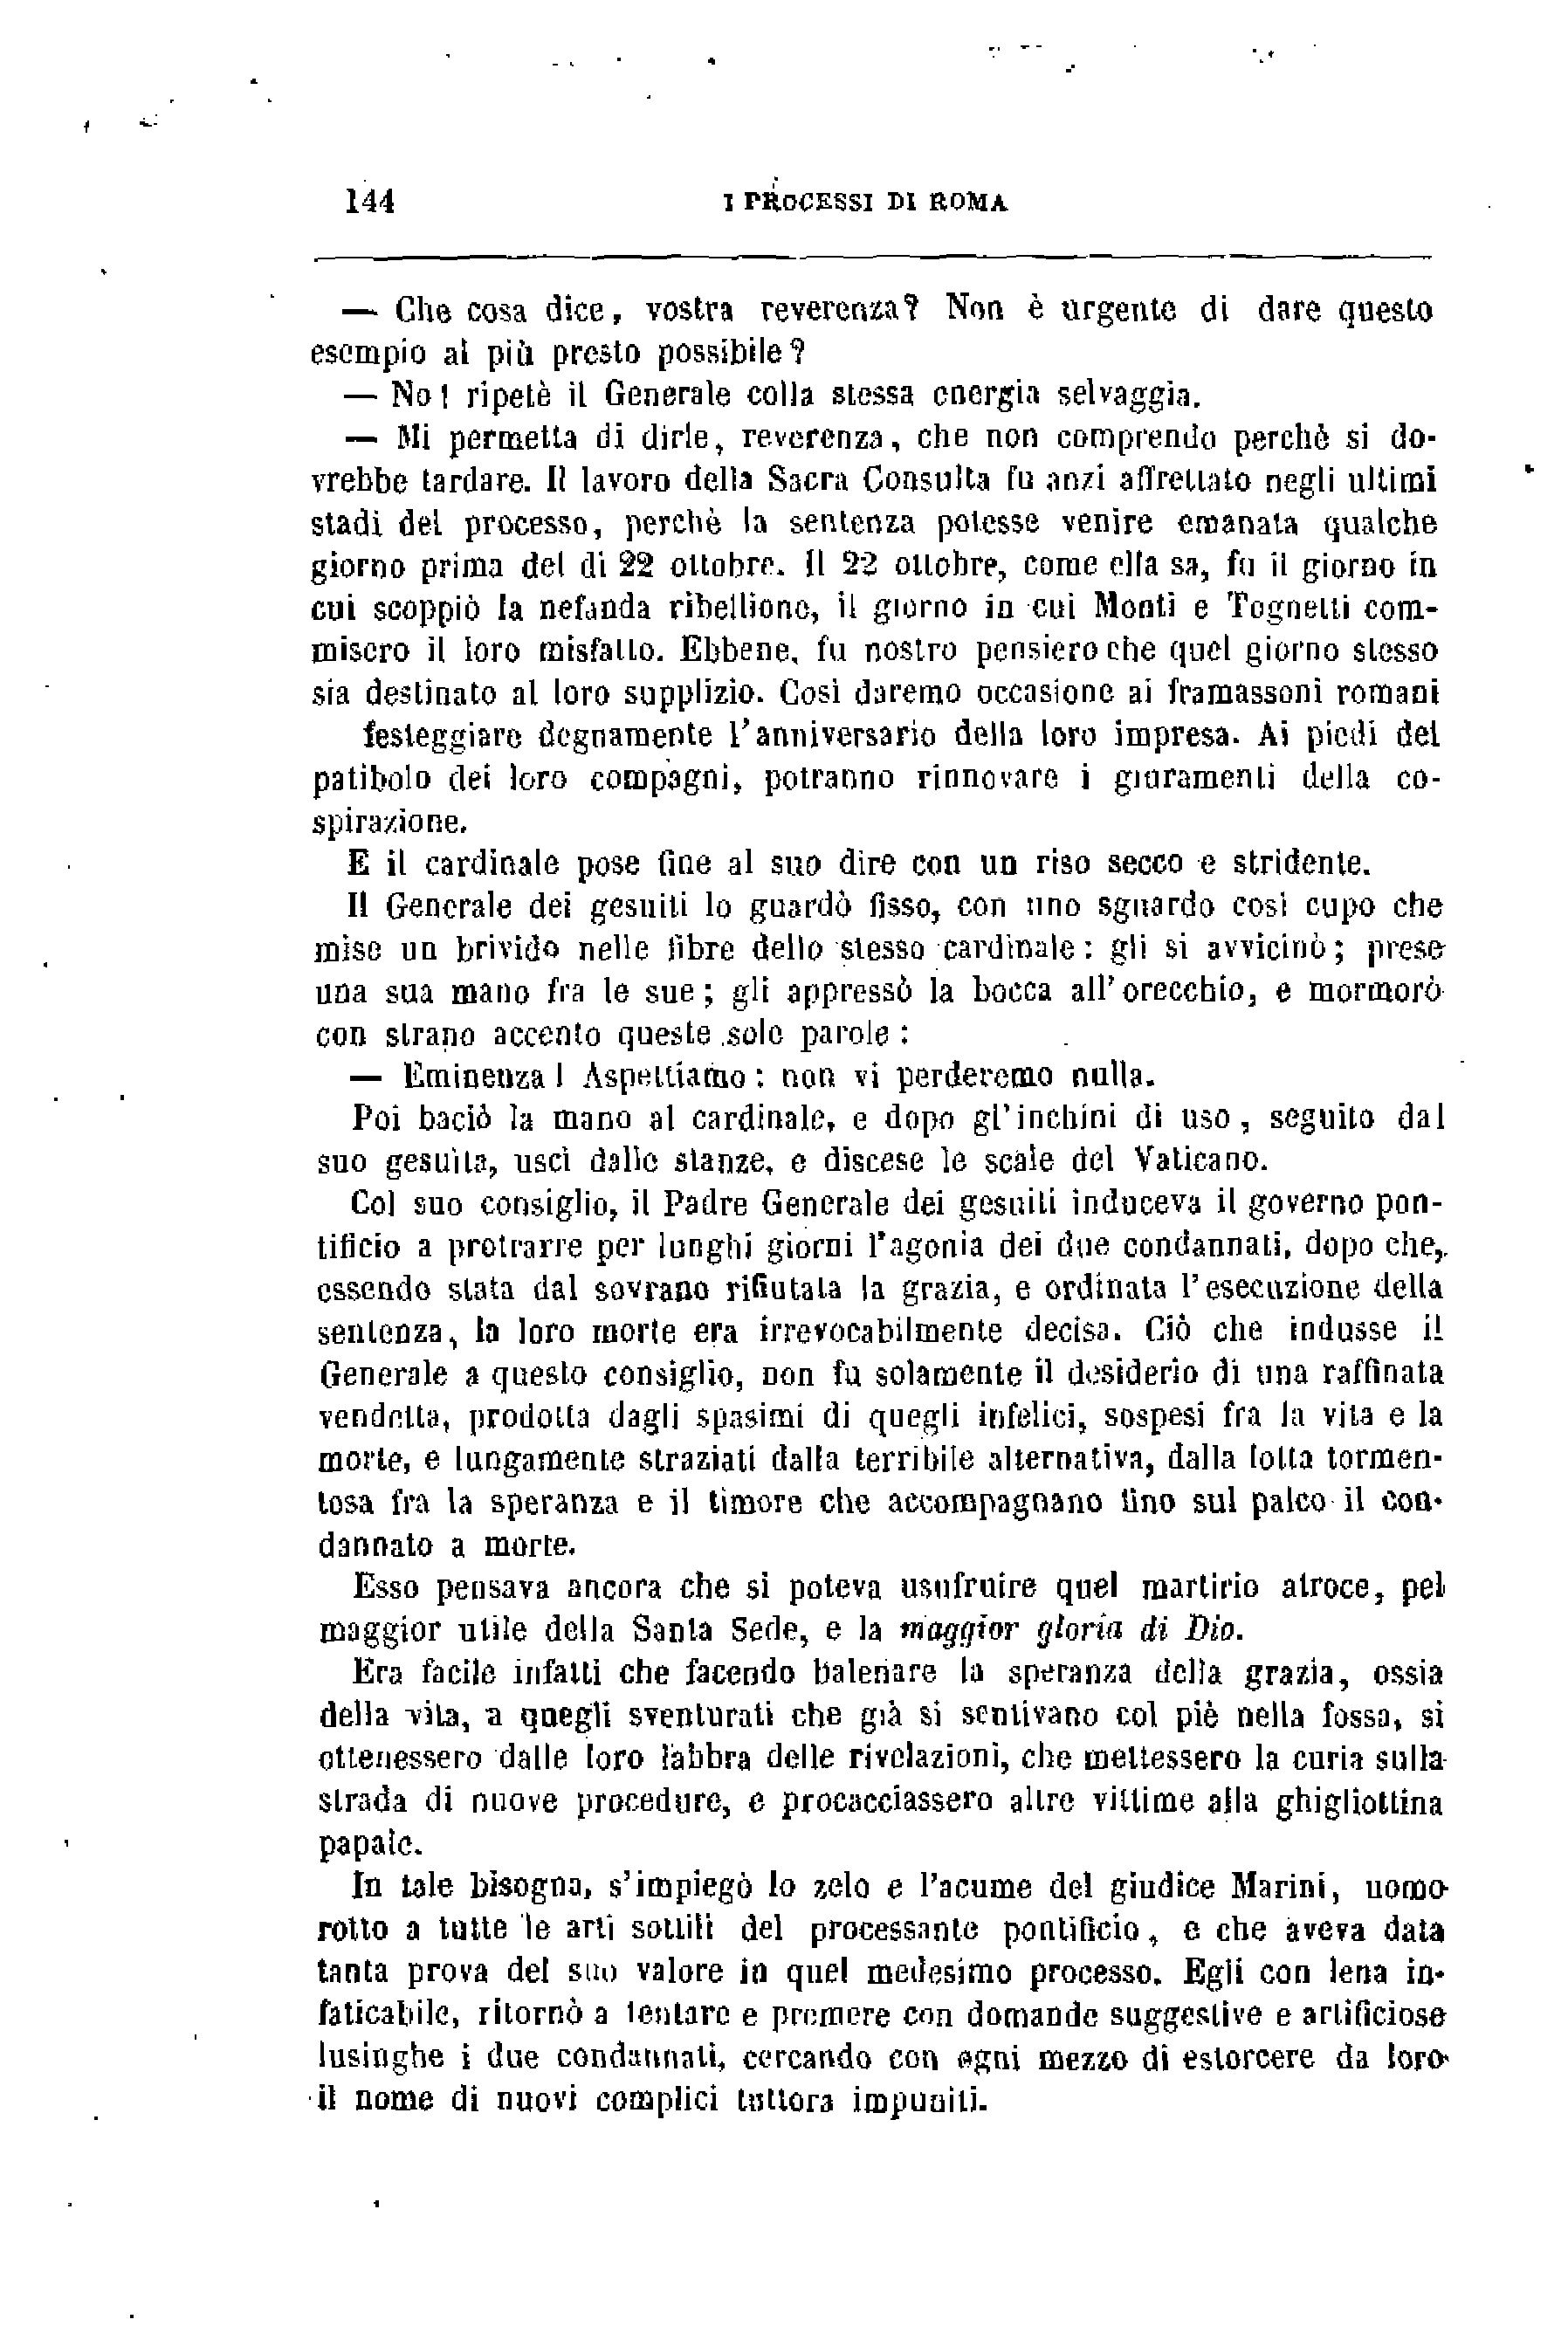 144 I PROCESSI DI ROMA
— Che cosa dice, vostra reverenza? Non è urgente di dare questo
esempio al più presto possibile?
— No! ripetè il Generale colla stessa energia selvaggia.
— Mi permetta di dirle, reverenza, che non comprendo perchè si do-
vrebbe tardare. Il lavoro della Sacra Consulta fu anzi affrettato negli ultimi
stadi del processo, perchè la sentenza potesse venire emanata qualche
giorno prima del di 22 ottobre. Il 22 ottobre, come ella sa, fu il giorno in
cui scoppiò la nefanda ribellione, il giorno in cui Monti e Tognetti com-
misero il loro misfatto. Ebbene, fu nostro pensiero che quel giorno stesso
sia destinato al loro supplizio. Così daremo occasione ai framassoni romani
festeggiare degnamente l'anniversario della loro impresa. Ai piedi del
patibolo dei loro compagni, potranno rinnovare i giuramenti della co-
spirazione.
E il cardinale pose fine al suo dire con un riso secco e stridente.
Il Generale dei gesuiti lo guardò fisso, con uno sguardo così cupo che
mise un brivido nelle fibre dello stesso cardinale: gli si avvicinò; prese
una sua mano fra le sue; gli appressò la bocca all'orecchio, e mormorò
con strano accento queste sole parole:
— Eminenza! Aspettiamo: non vi perderemo nulla.
Poi baciò la mano al cardinale, e dopo gl'inchini di uso, seguito dal
suo gesuita, uscì dalle stanze, e discese le scale del Vaticano.
Col suo consiglio, il Padre Generale dei gesuiti induceva il governo pon-
tificio a protrarre per lunghi giorni l'agonia dei due condannati, dopo che,
essendo stata dal sovrano rifiutata la grazia, e ordinata l'esecuzione della
sentenza, la loro morte era irrevocabilmente decisa. Ciò che indusse il
Generale a questo consiglio, non fu solamente il desiderio di una raffinata
vendetta, prodotta dagli spasimi di quegli infelici, sospesi fra la vita e la
morte, e lungamente straziati dalla terribile alternativa, dalla lotta tormen-
tosa fra la speranza e il timore che accompagnano fino sul palco il con-
dannato a morte.
Esso pensava ancora che si poteva usufruire quel martirio atroce, pel
maggior utile della Santa Sede, e la maggior gloria di Dio.
Era facile infatti che facendo balenare la speranza della grazia, ossia
della vita, a quegli sventurati che già si sentivano col piè nella fossa, si
ottenessero dalle loro labbra delle rivelazioni, che mettessero la curia sulla
strada di nuove procedure, e procacciassero altre vittime alla ghigliottina
papale.
In tale bisogna, s'impiegò lo zelo e l'acume del giudice Marini, uomo
rotto a tutte le arti sottili del processante pontificio, e che aveva data
tanta prova del suo valore in quel medesimo processo. Egli con lena in-
faticabile, ritornò a tentare e premere con domande suggestive e artificiose
lusinghe i due condannati, cercando con ogni mezzo di estorcere da loro
il nome di nuovi complici tuttora impuniti.